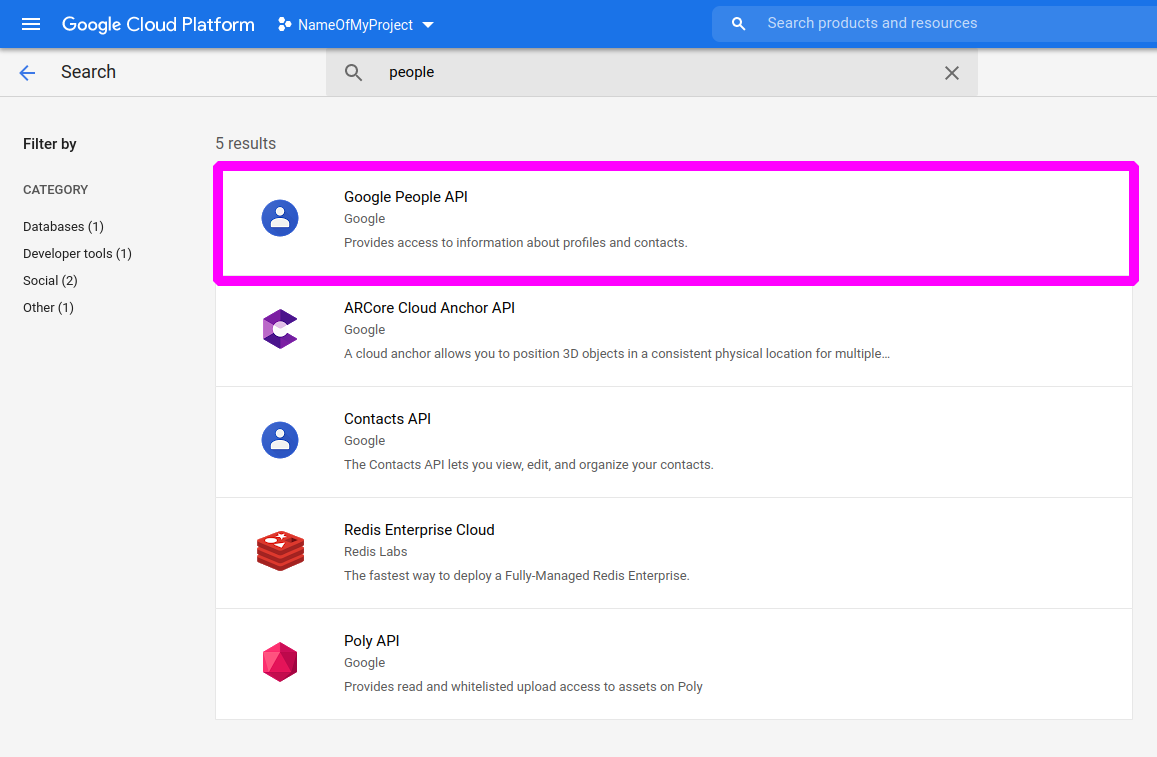 Google Cloud Platform NameOfMyProject Search products and resources
Search people
Filter by
CATEGORY
Databases (1)
Developer tools (1)
Social (2)
Other (1)
5 results
Google People API
Google
Provides access to information about profiles and contacts.
ARCore Cloud Anchor API
Google
A cloud anchor allows you to position 3D objects in a consistent physical location for multiple...
Contacts API
Google
The Contacts API lets you view, edit, and organize your contacts.
Redis Enterprise Cloud
Redis Labs
The fastest way to deploy a Fully-Managed Redis Enterprise.
Poly API
Google
Provides read and whitelisted upload access to assets on Poly